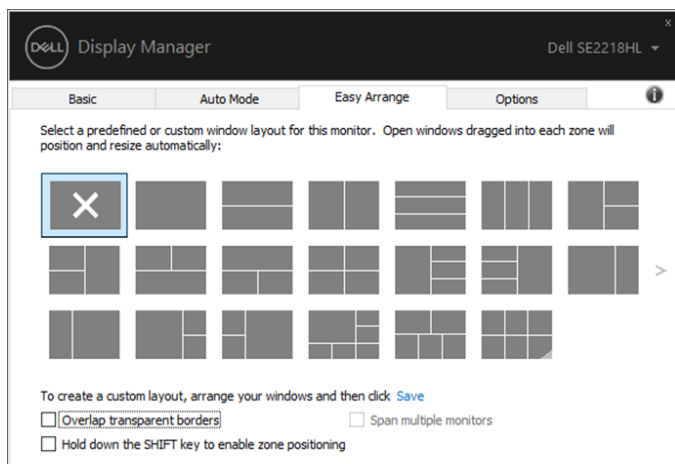 x
DELL Display Manager Dell SE2218HL
Basic Auto Mode Easy Arrange Options i
Select a predefined or custom window layout for this monitor. Open windows dragged into each zone will
position and resize automatically:
>
To create a custom layout, arrange your windows and then click Save
Overlap transparent borders Span multiple monitors
Hold down the SHIFT key to enable zone positioning